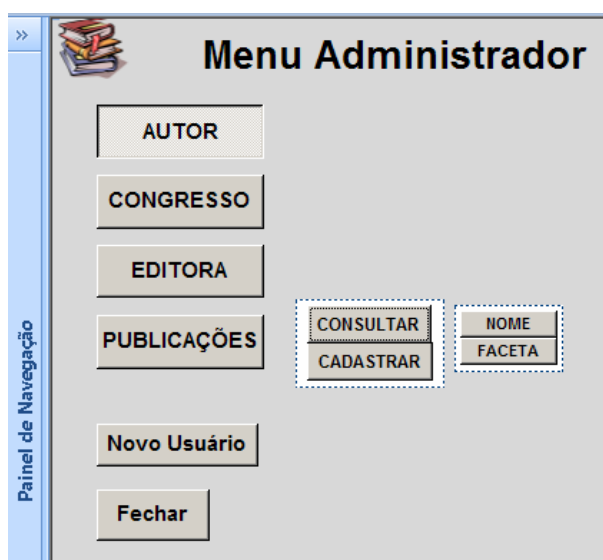 »
Menu Administrador
AUTOR
CONGRESSO
EDITORA
PUBLICAÇÕES
CONSULTAR
CADASTRAR
NOME
FACETA
Novo Usuário
Fechar
Painel de Navegação